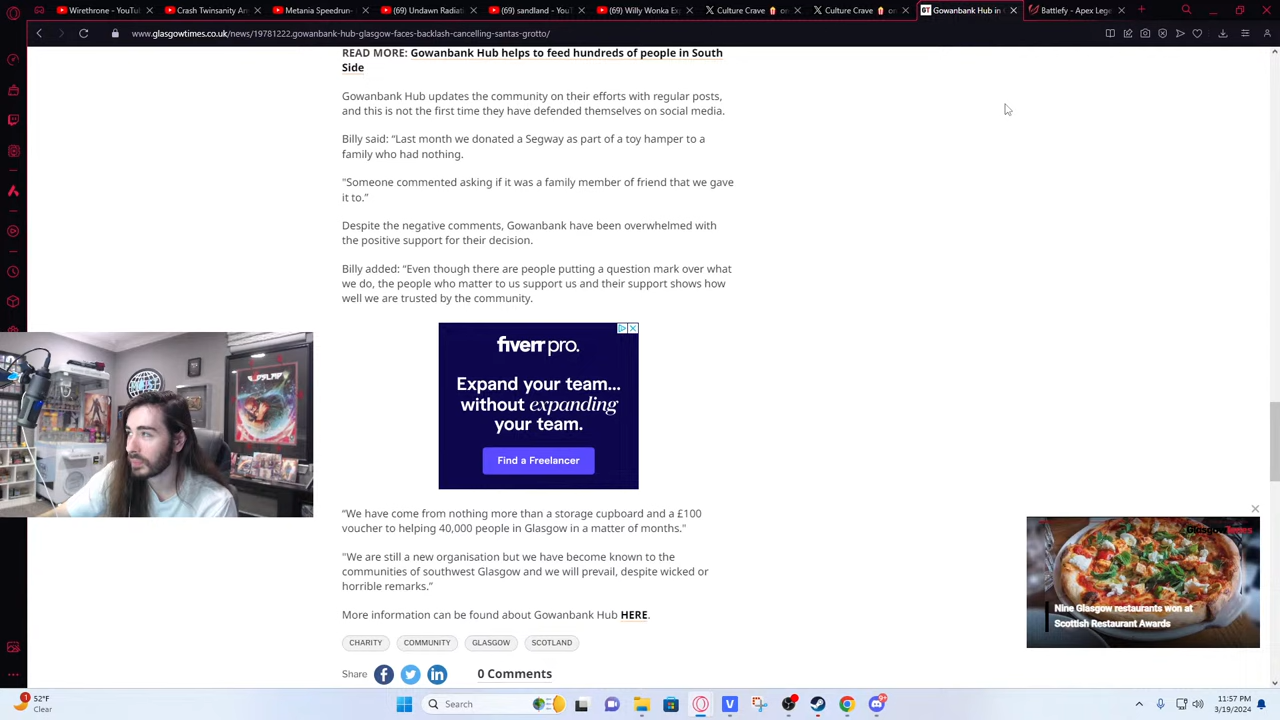 Wirethrone - YouTu
Crash Twinsanity An
Metania Speedrun-
(69) Undawn Radiati
(69) sandland - YouT
(69) Willy Wonka Ex
Culture Crave on
Culture Crave on
Gowanbank Hub in
Battlefy - Apex Lege
www.glasgowtimes.co.uk/news/19781222.gowanbank-hub-glasgow-faces-backlash-cancelling-santas-grotto/
READ MORE: Gowanbank Hub helps to feed hundreds of people in South
Side
Gowanbank Hub updates the community on their efforts with regular posts,
and this is not the first time they have defended themselves on social media.
Billy said: “Last month we donated a Segway as part of a toy hamper to a
family who had nothing.
"Someone commented asking if it was a family member of friend that we gave
it to.”
Despite the negative comments, Gowanbank have been overwhelmed with
the positive support for their decision.
Billy added: “Even though there are people putting a question mark over what
we do, the people who matter to us support us and their support shows how
well we are trusted by the community.
fiverr pro.
Expand your team...
without expanding
your team.
Find a Freelancer
“We have come from nothing more than a storage cupboard and a £100
voucher to helping 40,000 people in Glasgow in a matter of months."
"We are still a new organisation but we have become known to the
communities of southwest Glasgow and we will prevail, despite wicked or
horrible remarks.”
More information can be found about Gowanbank Hub HERE.
CHARITY
COMMUNITY
GLASGOW
SCOTLAND
Share
0 Comments
Glasgow Times
Nine Glasgow restaurants won at
Scottish Restaurant Awards
1
52°F
Clear
Search
11:57 PM
3/19/2024